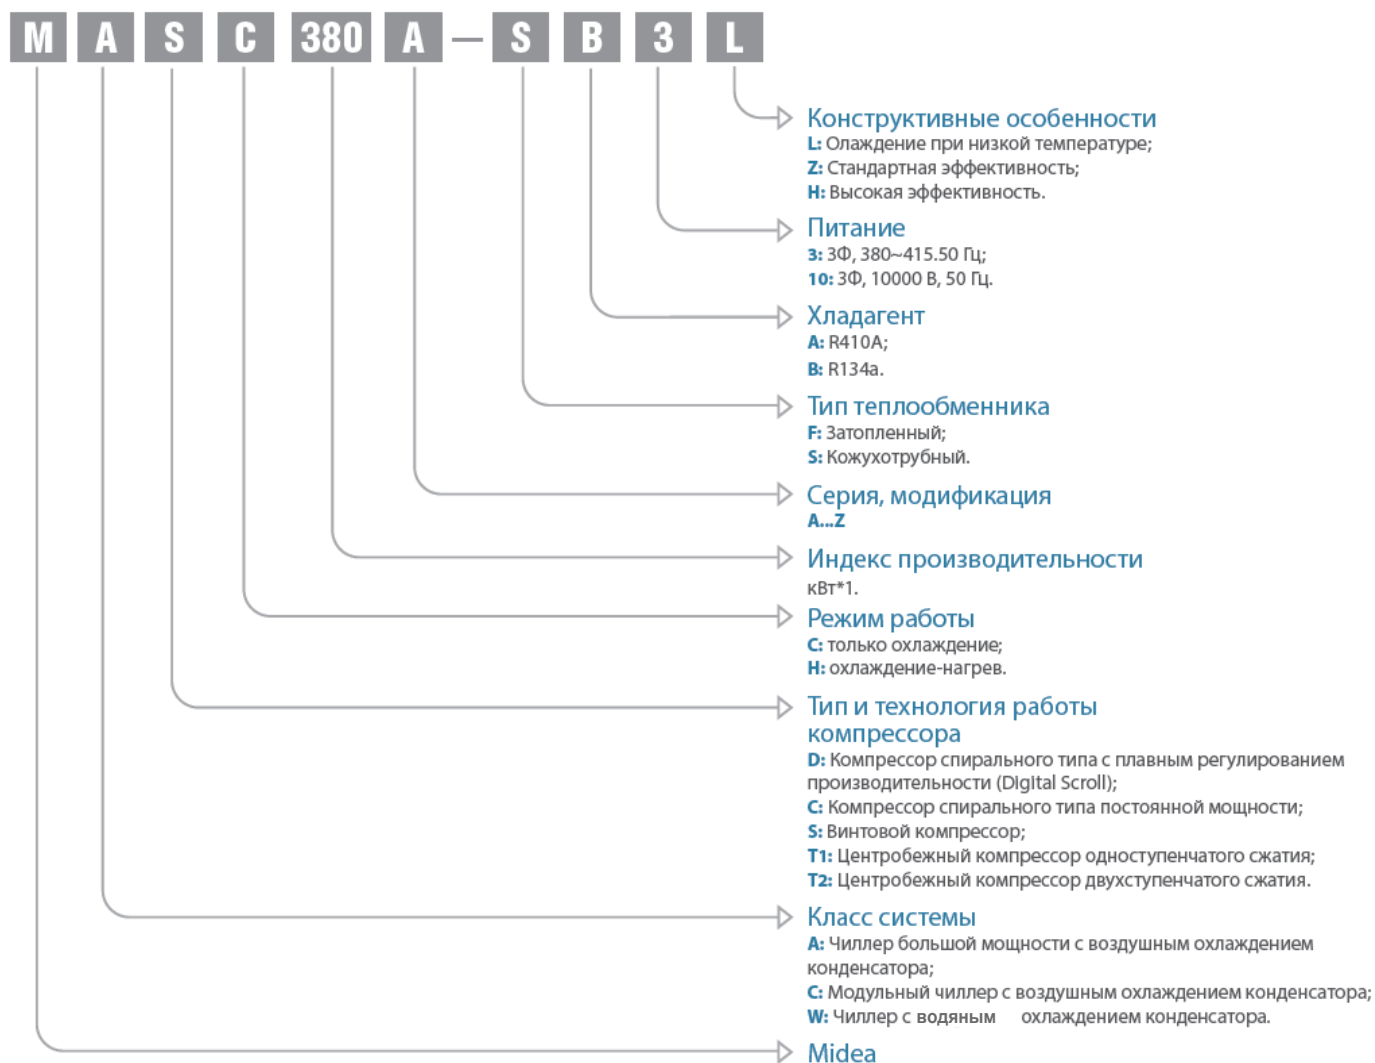 M A S C 380 A — S B 3 L
Конструктивные особенности
L: Олаждение при низкой температуре;
Z: Стандартная эффективность;
H: Высокая эффективность.
Питание
3: 3Ф, 380~415.50 Гц;
10: 3Ф, 10000 В, 50 Гц.
Хладагент
A: R410A;
B: R134a.
Тип теплообменника
F: Затопленный;
S: Кожухотрубный.
Серия, модификация
A...Z
Индекс производительности
кВт*1.
Режим работы
C: только охлаждение;
H: охлаждение-нагрев.
Тип и технология работы
компрессора
D: Компрессор спирального типа с плавным регулированием
производительности (Digital Scroll);
C: Компрессор спирального типа постоянной мощности;
S: Винтовой компрессор;
T1: Центробежный компрессор одноступенчатого сжатия;
T2: Центробежный компрессор двухступенчатого сжатия.
Класс системы
A: Чиллер большой мощности с воздушным охлаждением
конденсатора;
C: Модульный чиллер с воздушным охлаждением конденсатора;
W: Чиллер с водяным охлаждением конденсатора.
Midea